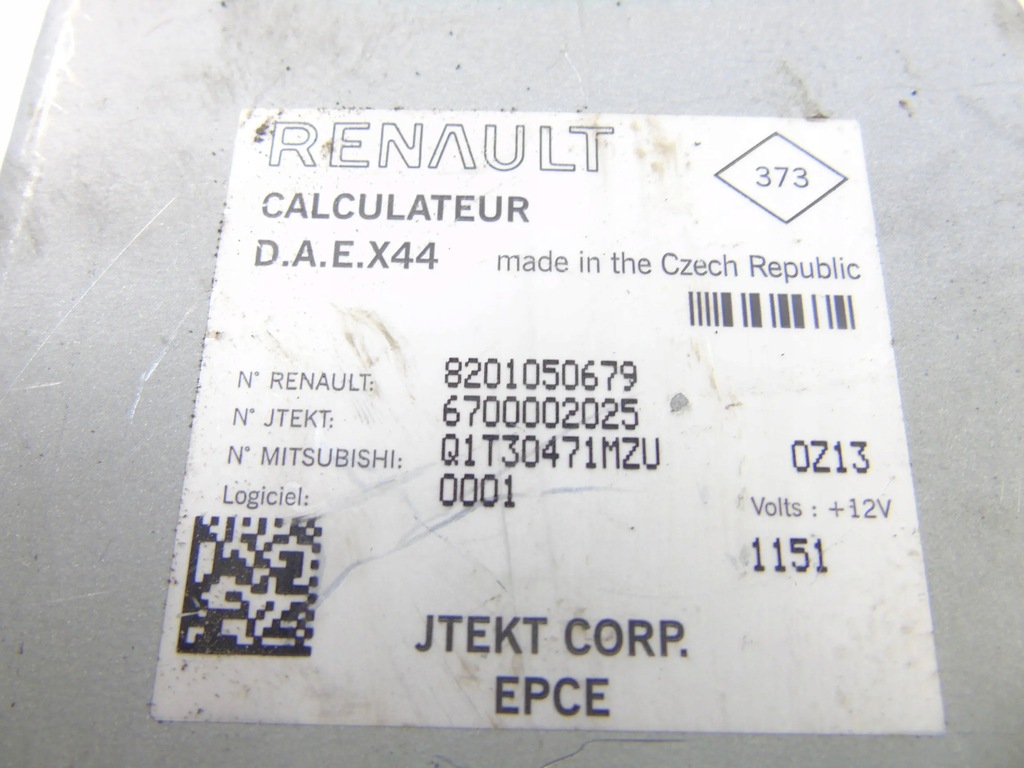 RENAULT
373
CALCULATEUR
D.A.E.X44 made in the Czech Republic
N° RENAULT: 8201050679
N° JTEKT: 6700002025
N° MITSUBISHI: Q1T30471MZU 0Z13
Logiciel: 0001 Volts : +12V
1151
JTEKT CORP.
EPCE